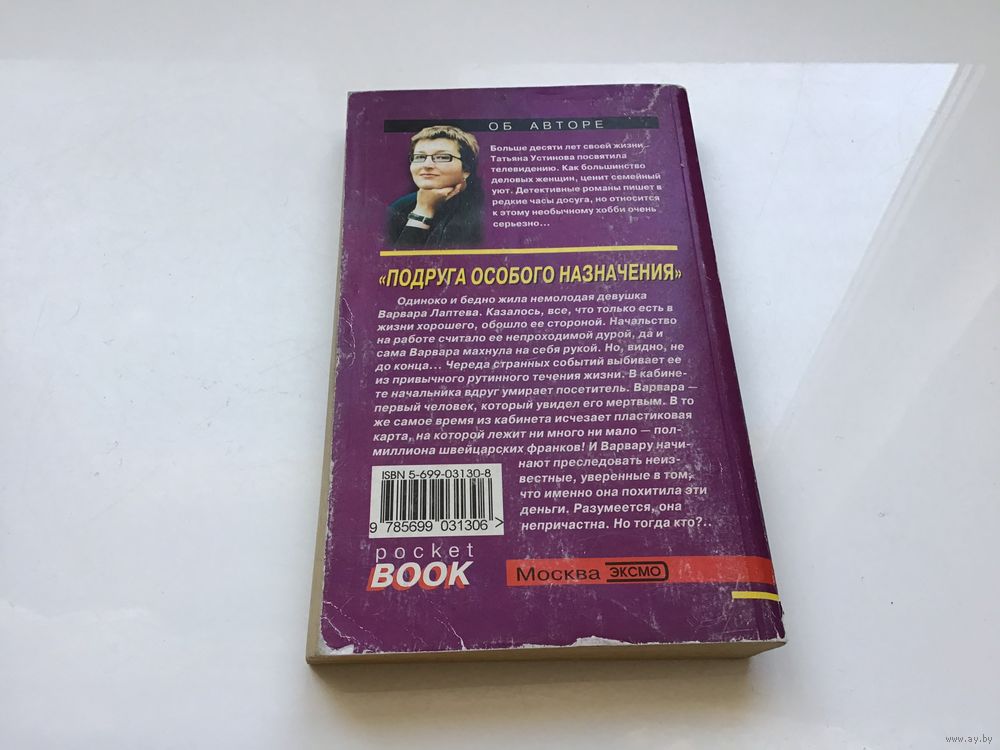 ОБ АВТОРЕ
Больше десяти лет своей жизни
Татьяна Устинова посвятила
телевидению. Как большинство
деловых женщин, ценит семейный
уют. Детективные романы пишет в
редкие часы досуга, но относится
к этому необычному хобби очень
серьезно...
«ПОДРУГА ОСОБОГО НАЗНАЧЕНИЯ»
Одиноко и бедно жила немолодая девушка
Варвара Лаптева. Казалось, все, что только есть в
жизни хорошего, обошло ее стороной. Начальство
на работе считало ее непроходимой дурой, да и
сама Варвара махнула на себя рукой. Но, видно, не
до конца... Череда странных событий выбивает ее
из привычного рутинного течения жизни. В кабине-
те начальника вдруг умирает посетитель. Варвара —
первый человек, который увидел его мертвым. В то
же самое время из кабинета исчезает пластиковая
карта, на которой лежит ни много ни мало — пол-
миллиона швейцарских франков! И Варвару начи-
нают преследовать неиз-
вестные, уверенные в том,
что именно она похитила эти
деньги. Разумеется, она
непричастна. Но тогда кто?..
ISBN 5-699-03130-8
9 785699 031306 >
pocket
BOOK
Москва ЭКСМО
www.ay.by